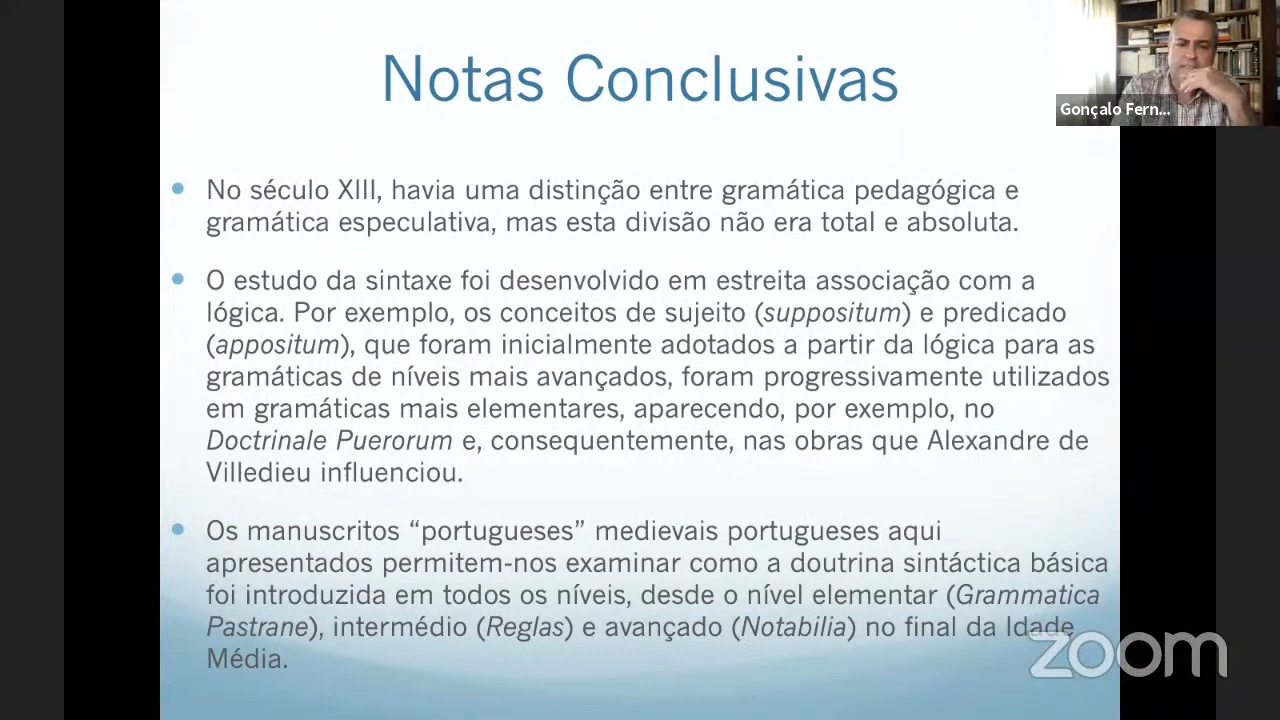 Notas Conclusivas
Gonçalo Fern...
No século XIII, havia uma distinção entre gramática pedagógica e
gramática especulativa, mas esta divisão não era total e absoluta.
O estudo da sintaxe foi desenvolvido em estreita associação com a
lógica. Por exemplo, os conceitos de sujeito (suppositum) e predicado
(appositum), que foram inicialmente adotados a partir da lógica para as
gramáticas de níveis mais avançados, foram progressivamente utilizados
em gramáticas mais elementares, aparecendo, por exemplo, no
Doctrinale Puerorum e, consequentemente, nas obras que Alexandre de
Villedieu influenciou.
Os manuscritos “portugueses” medievais portugueses aqui
apresentados permitem-nos examinar como a doutrina sintáctica básica
foi introduzida em todos os níveis, desde o nível elementar (Grammatica
Pastrane), intermédio (Reglas) e avançado (Notabilia) no final da Idade
Média.
zoom